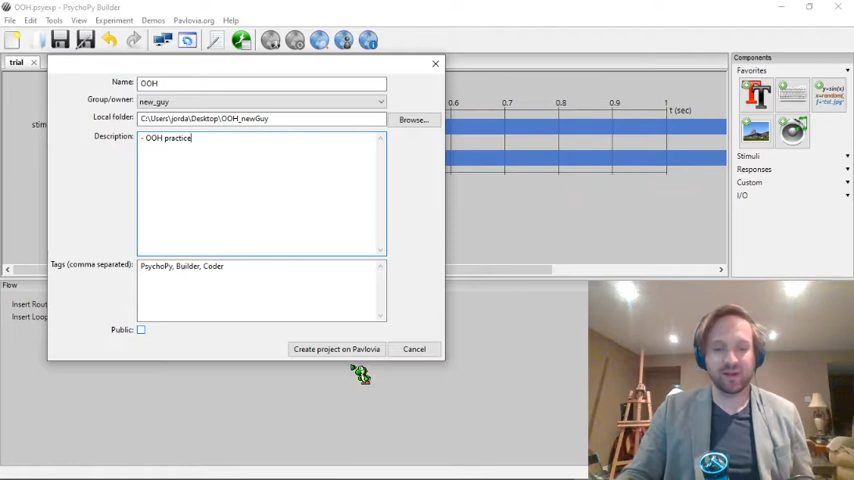 OOH.psyexp - PsychoPy Builder
File Edit Tools View Experiment Demos Pavlovia.org Help
trial
Name: OOH
Group/owner: new_guy
Local folder: C:\Users\jorda\Desktop\OOH_newGuy Browse...
Description: - OOH practice
Tags (comma separated): PsychoPy, Builder, Coder
Public:
Create project on Pavlovia Cancel
0.6 0.7 0.8 0.9 1 t (sec)
stim
Flow
Insert Rout
Insert Loop
Components
Favorites
Stimuli
Responses
Custom
I/O